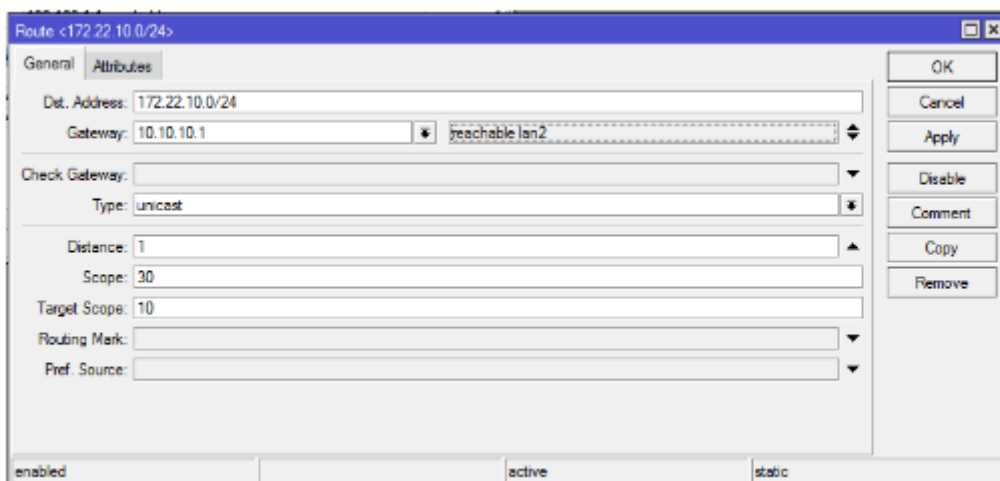 Route <172.22.10.0/24>
General Attributes
Dst. Address: 172.22.10.0/24
Gateway: 10.10.10.1 reachable lan2
Check Gateway:
Type: unicast
Distance: 1
Scope: 30
Target Scope: 10
Routing Mark:
Pref. Source:
OK
Cancel
Apply
Disable
Comment
Copy
Remove
enabled active static